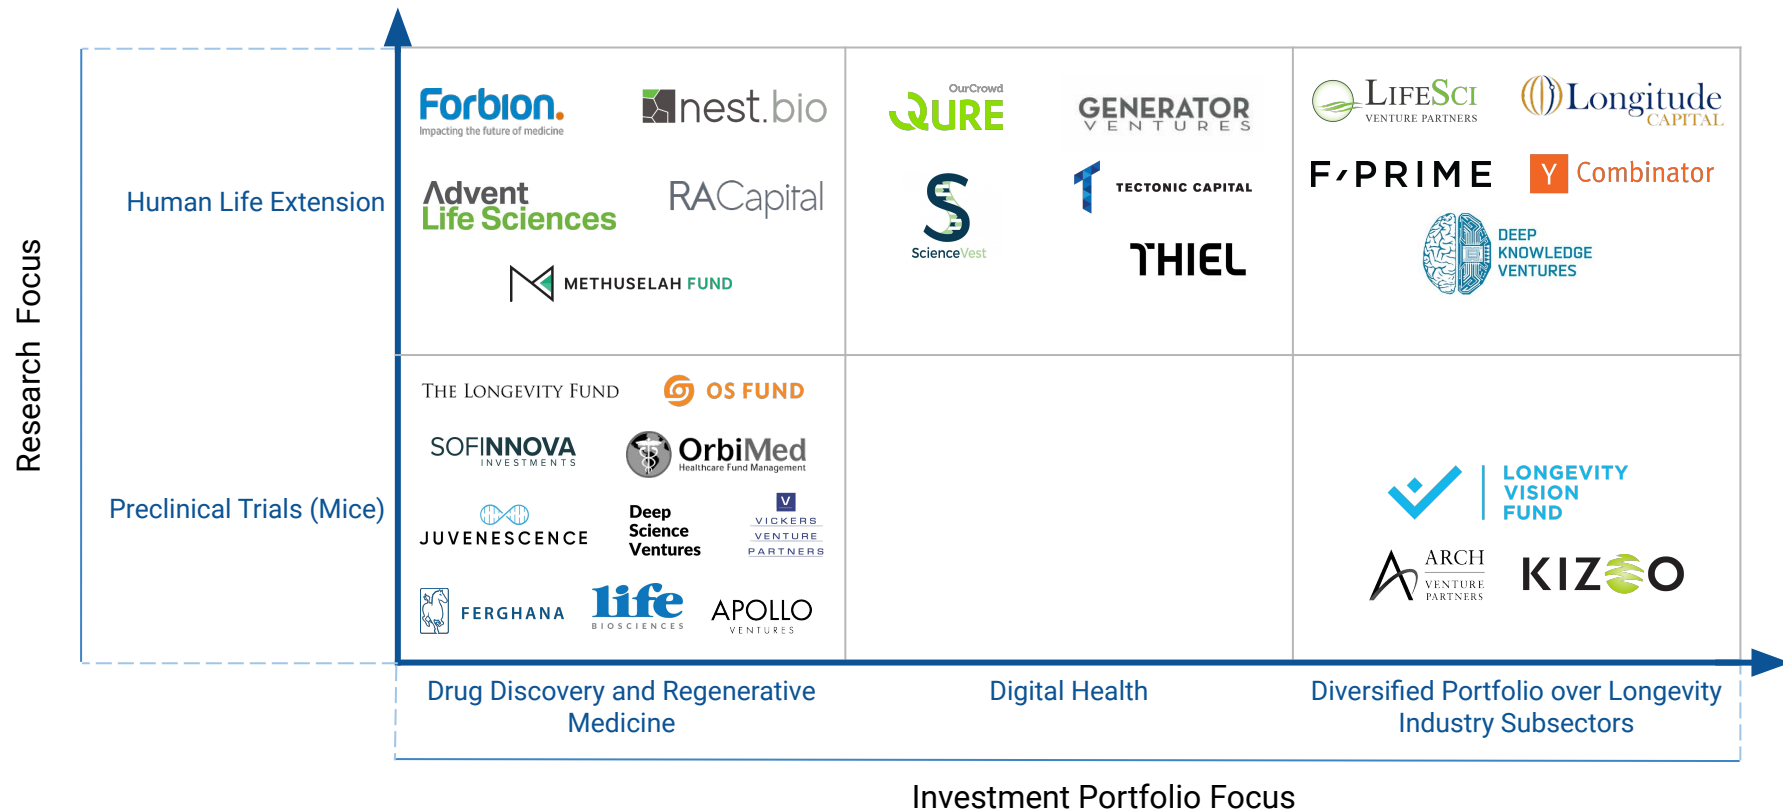 Research Focus
Human Life Extension
Preclinical Trials (Mice)
Forbion.
Impacting the future of medicine
nest.bio
Advent
Life Sciences
RACapital
METHUSELAH FUND
OurCrowd
QURE
GENERATOR
VENTURES
ScienceVest
TECTONIC CAPITAL
THIEL
LIFESCI
VENTURE PARTNERS
Longitude
CAPITAL
F-PRIME
Y Combinator
DEEP
KNOWLEDGE
VENTURES
THE LONGEVITY FUND
OS FUND
SOFINNOVA
INVESTMENTS
OrbiMed
Healthcare Fund Management
JUVENESCENCE
Deep
Science
Ventures
V
VICKERS
VENTURE
PARTNERS
FERGHANA
life
BIOSCIENCES
APOLLO
VENTURES
LONGEVITY
VISION
FUND
ARCH
VENTURE
PARTNERS
KIZOO
Drug Discovery and Regenerative
Medicine
Digital Health
Diversified Portfolio over Longevity
Industry Subsectors
Investment Portfolio Focus